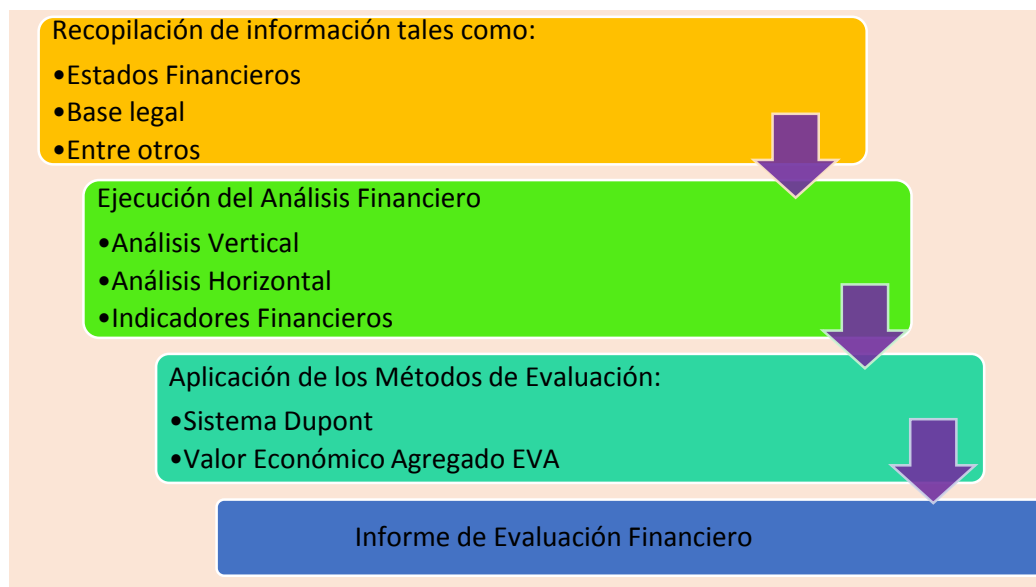 Recopilación de información tales como:
•Estados Financieros
•Base legal
•Entre otros
Ejecución del Análisis Financiero
•Análisis Vertical
•Análisis Horizontal
•Indicadores Financieros
Aplicación de los Métodos de Evaluación:
•Sistema Dupont
•Valor Económico Agregado EVA
Informe de Evaluación Financiero